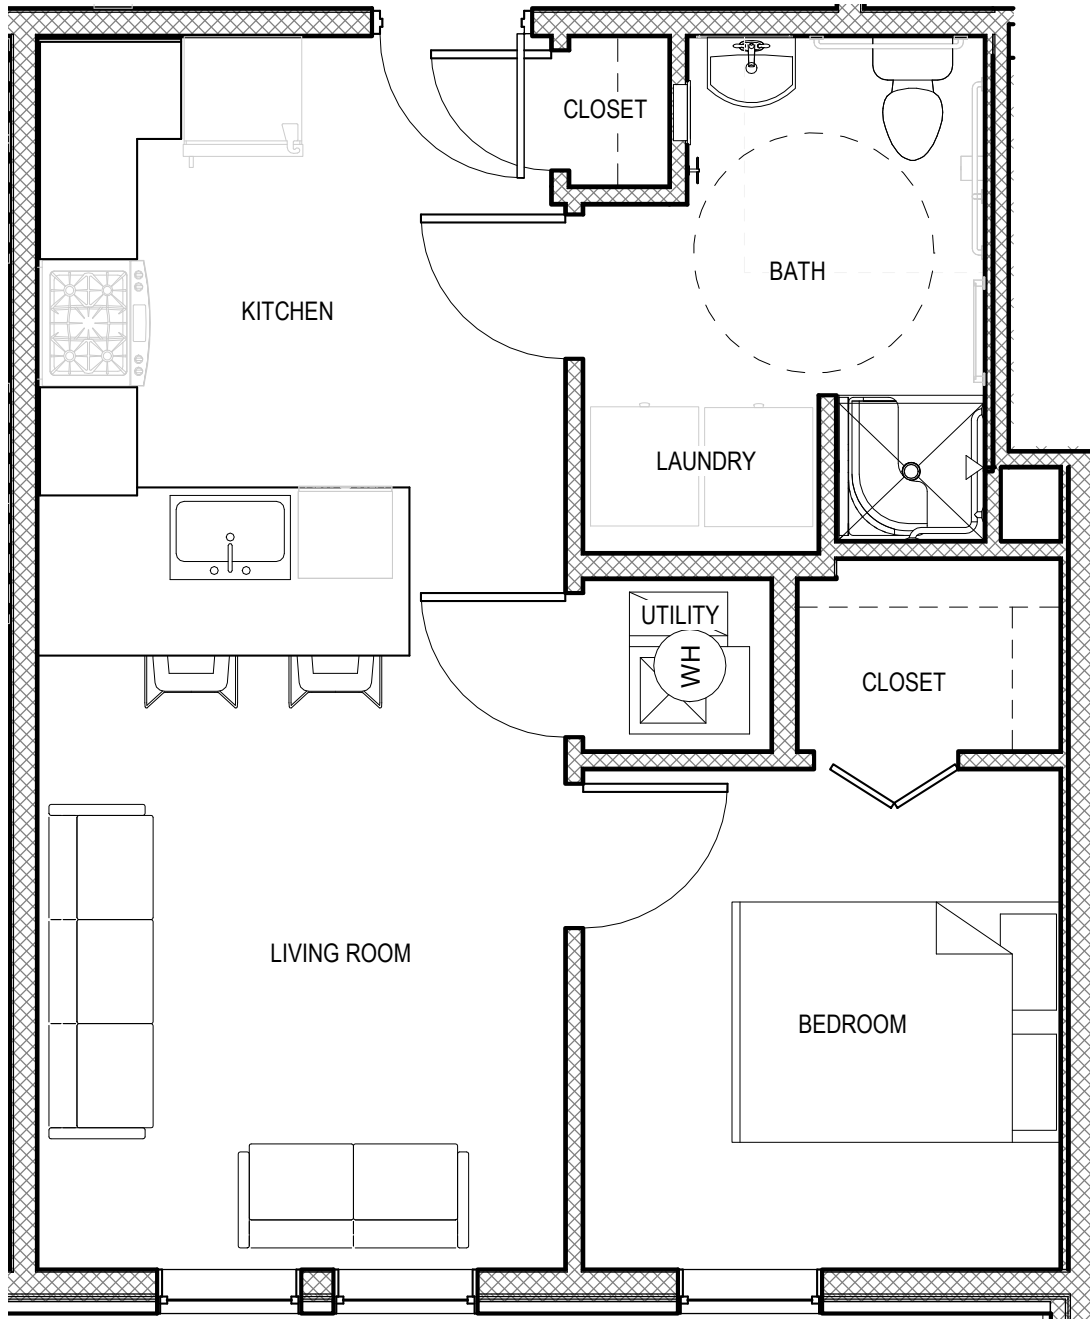 CLOSET
BATH
KITCHEN
LAUNDRY
UTILITY
WH
CLOSET
LIVING ROOM
BEDROOM